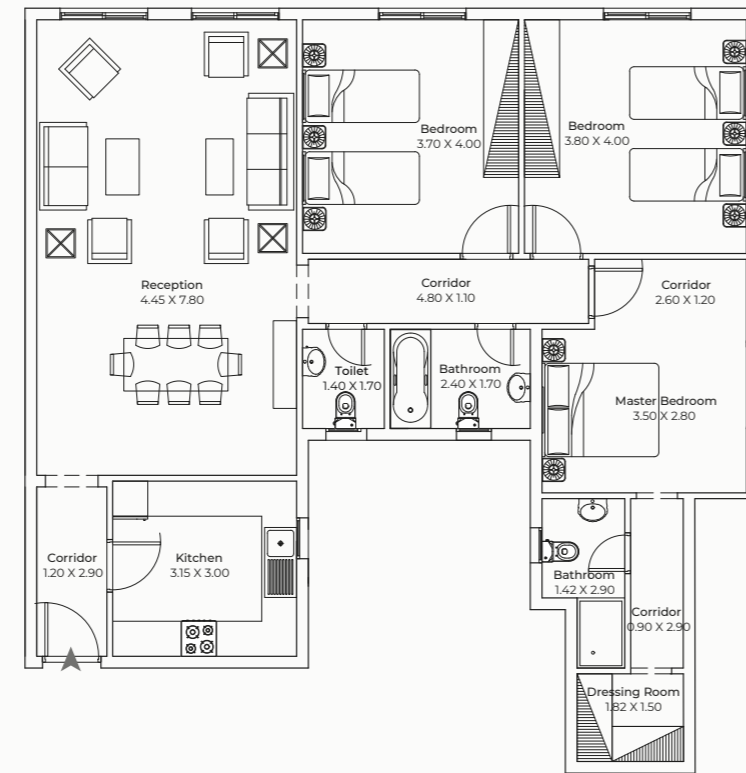 Bedroom
3.70 X 4.00
Bedroom
3.80 X 4.00
Reception
4.45 X 7.80
Corridor
4.80 X 1.10
Corridor
2.60 X 1.20
Toilet
1.40 X 1.70
Bathroom
2.40 X 1.70
Master Bedroom
3.50 X 2.80
Corridor
1.20 X 2.90
Kitchen
3.15 X 3.00
Bathroom
1.42 X 2.90
Corridor
0.90 X 2.90
Dressing Room
1.82 X 1.50